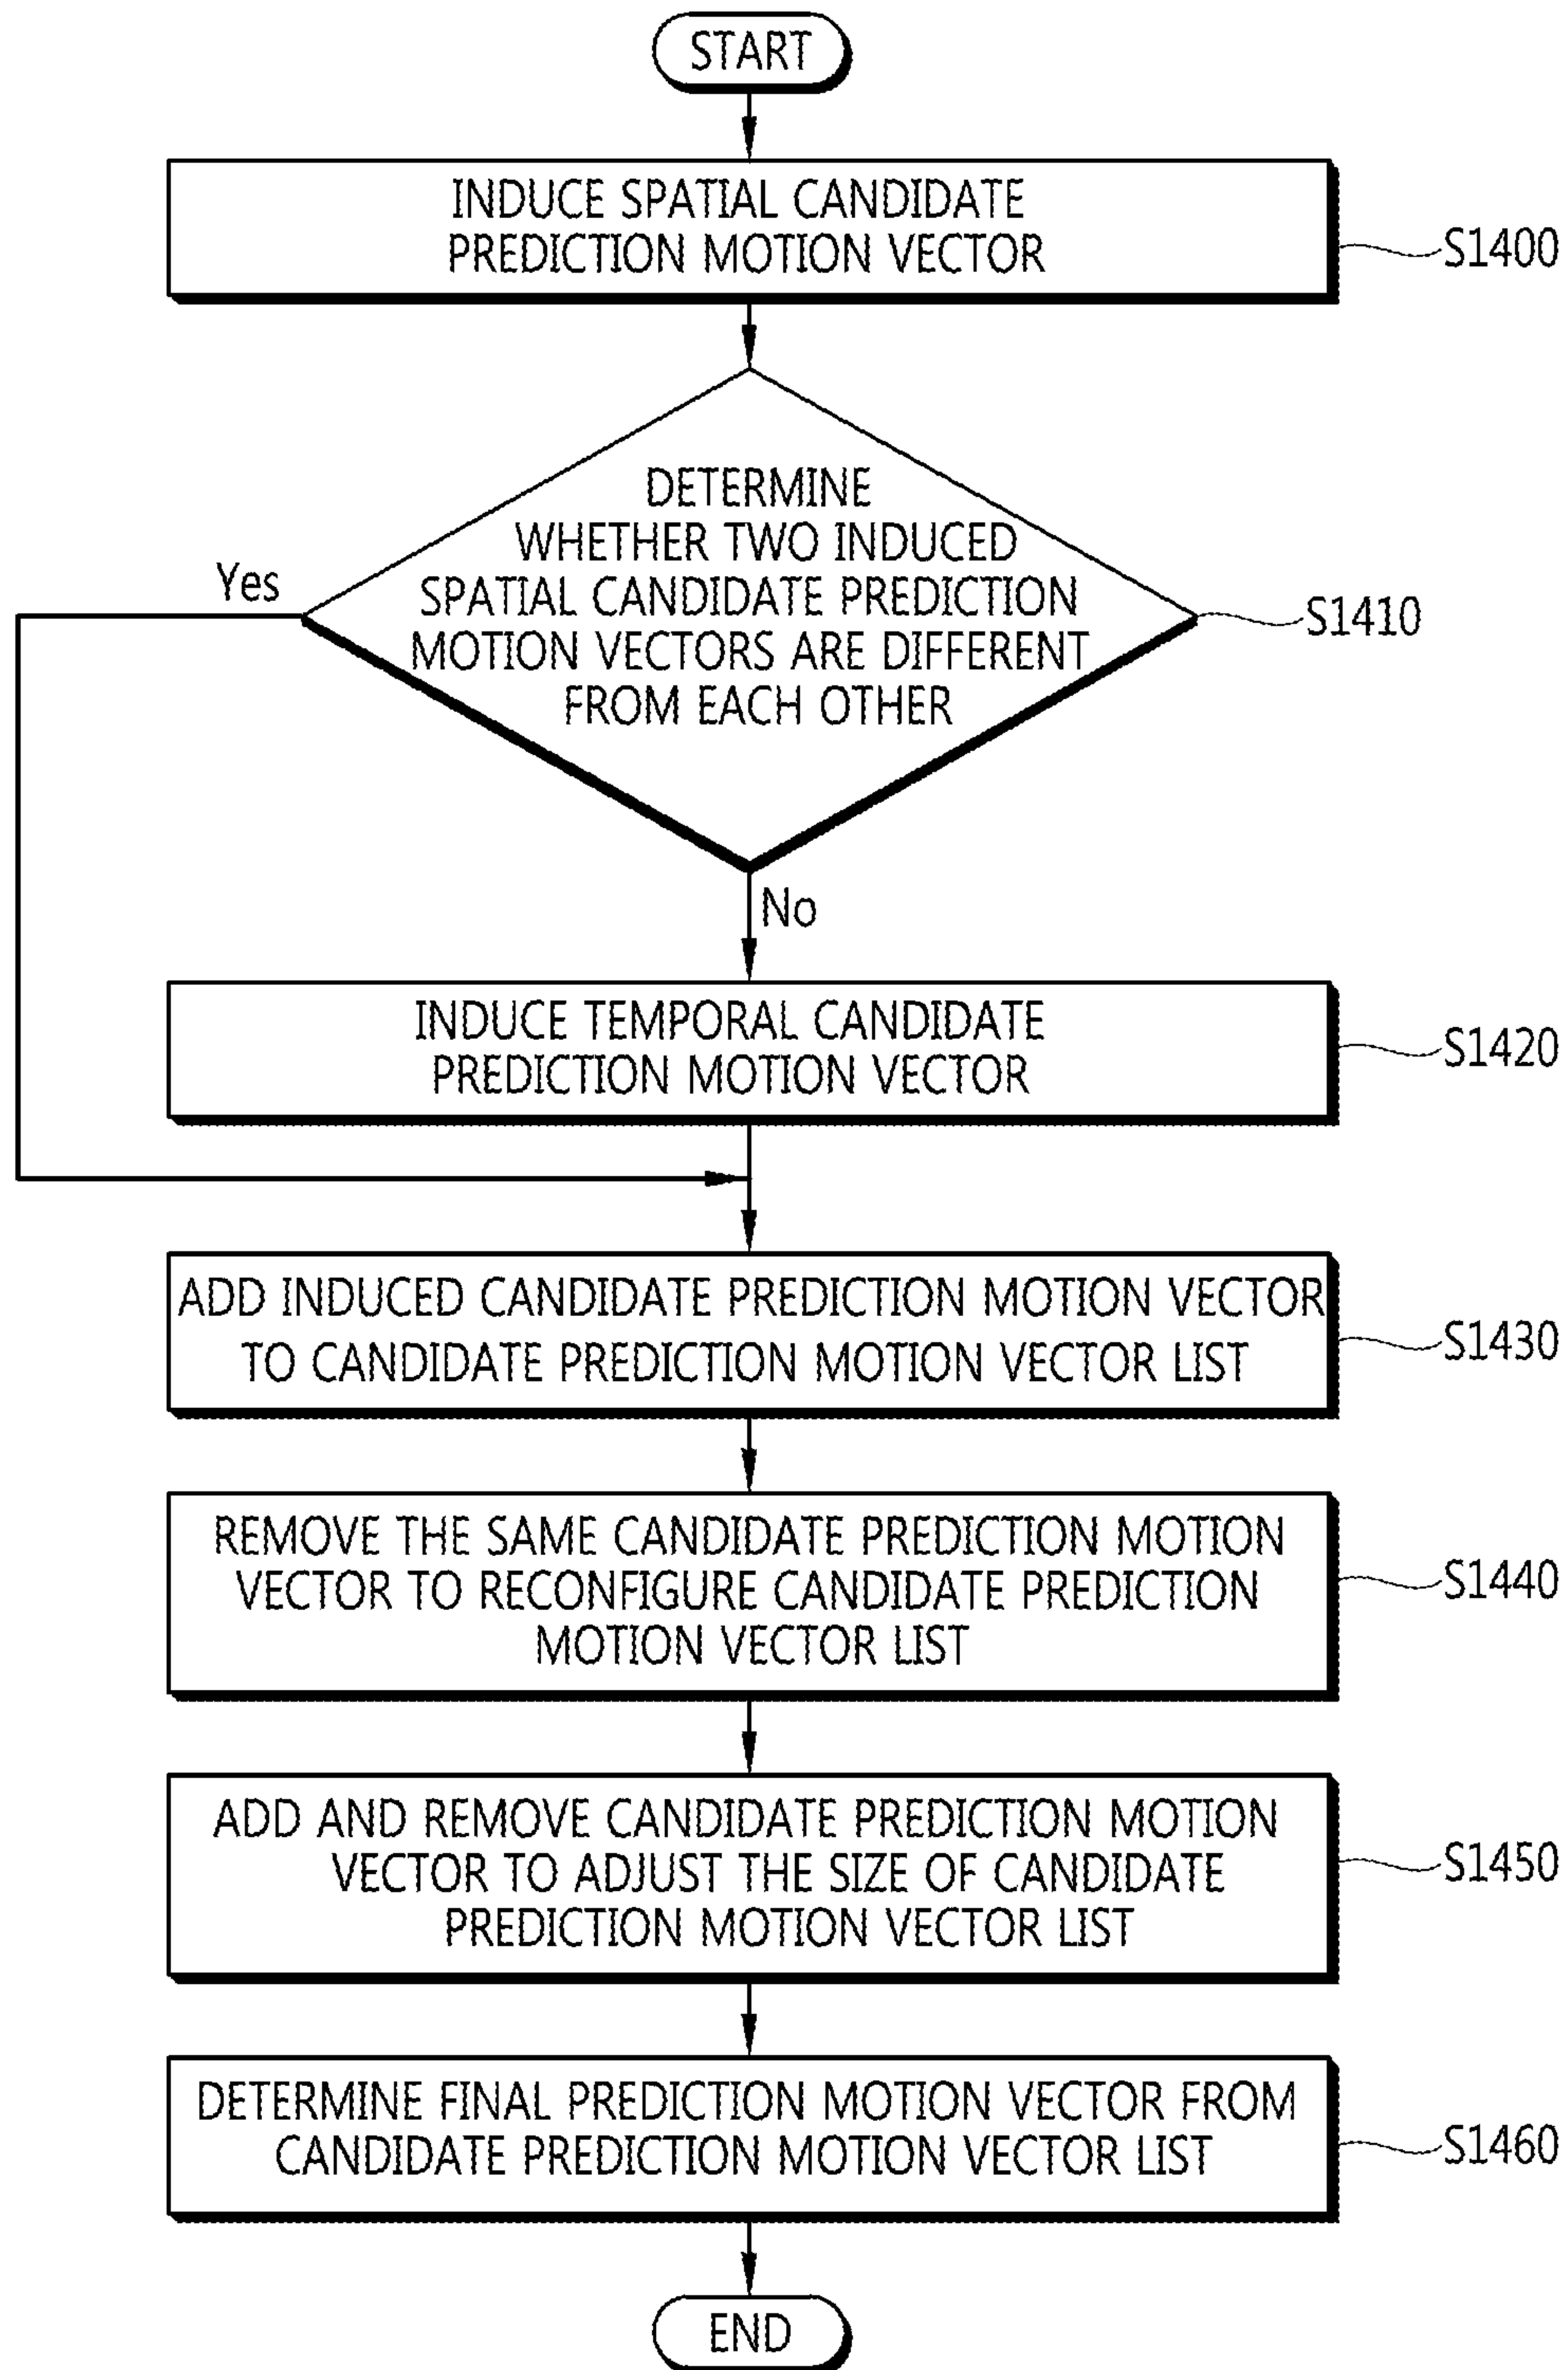 START
INDUCE SPATIAL CANDIDATE
PREDICTION MOTION VECTOR
S1400
DETERMINE
WHETHER TWO INDUCED
SPATIAL CANDIDATE PREDICTION
MOTION VECTORS ARE DIFFERENT
FROM EACH OTHER
Yes
S1410
No
INDUCE TEMPORAL CANDIDATE
PREDICTION MOTION VECTOR
S1420
ADD INDUCED CANDIDATE PREDICTION MOTION VECTOR
TO CANDIDATE PREDICTION MOTION VECTOR LIST
S1430
REMOVE THE SAME CANDIDATE PREDICTION MOTION
VECTOR TO RECONFIGURE CANDIDATE PREDICTION
MOTION VECTOR LIST
S1440
ADD AND REMOVE CANDIDATE PREDICTION MOTION
VECTOR TO ADJUST THE SIZE OF CANDIDATE
PREDICTION MOTION VECTOR LIST
S1450
DETERMINE FINAL PREDICTION MOTION VECTOR FROM
CANDIDATE PREDICTION MOTION VECTOR LIST
S1460
END